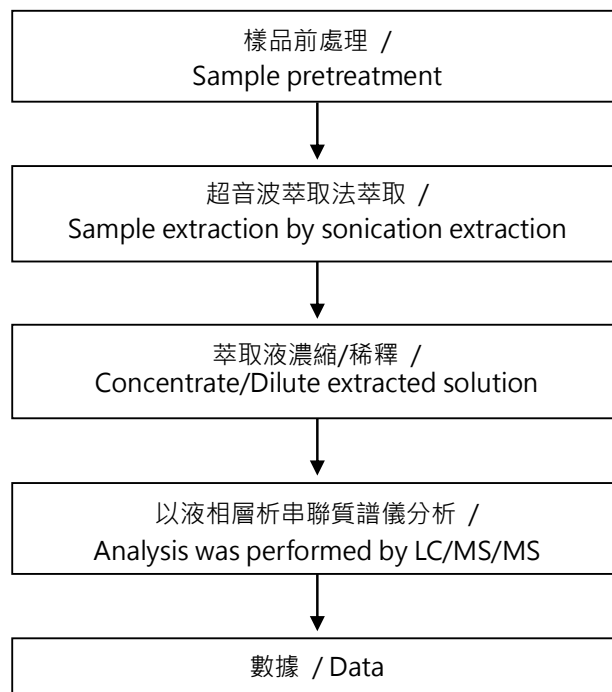 樣品前處理 /
Sample pretreatment
超音波萃取法萃取 /
Sample extraction by sonication extraction
萃取液濃縮/稀釋 /
Concentrate/Dilute extracted solution
以液相層析串聯質譜儀分析 /
Analysis was performed by LC/MS/MS
數據 / Data